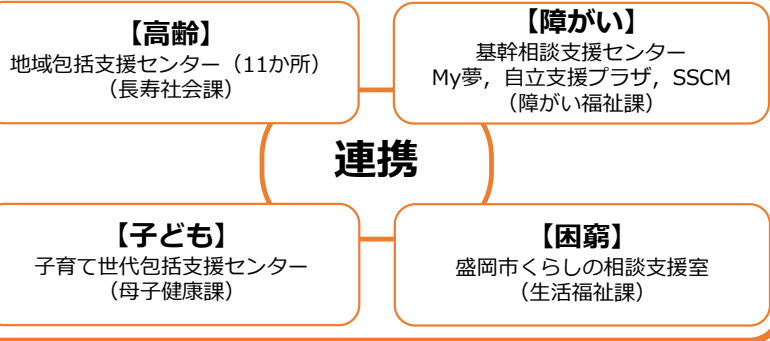 【高齢】
地域包括支援センター（11か所）
（長寿社会課）
【障がい】
基幹相談支援センター
My夢，自立支援プラザ，SSCM
（障がい福祉課）
連携
【子ども】
子育て世代包括支援センター
（母子健康課）
【困窮】
盛岡市くらしの相談支援室
（生活福祉課）